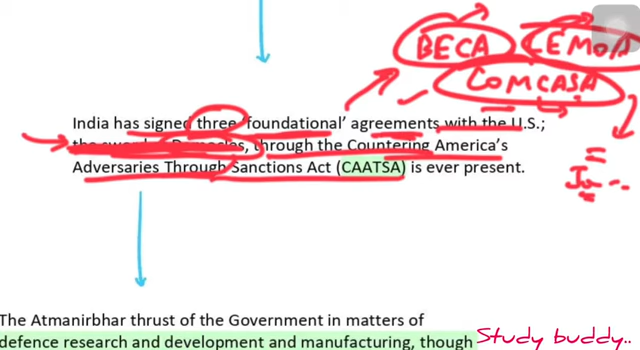 BECA LEMOA
COMCASA
India has signed three 'foundational' agreements with the U.S.;
the sword of Damocles, through the Countering America's
Adversaries Through Sanctions Act (CAATSA) is ever present.
The Atmanirbhar thrust of the Government in matters of
defence research and development and manufacturing, though
Study buddy..